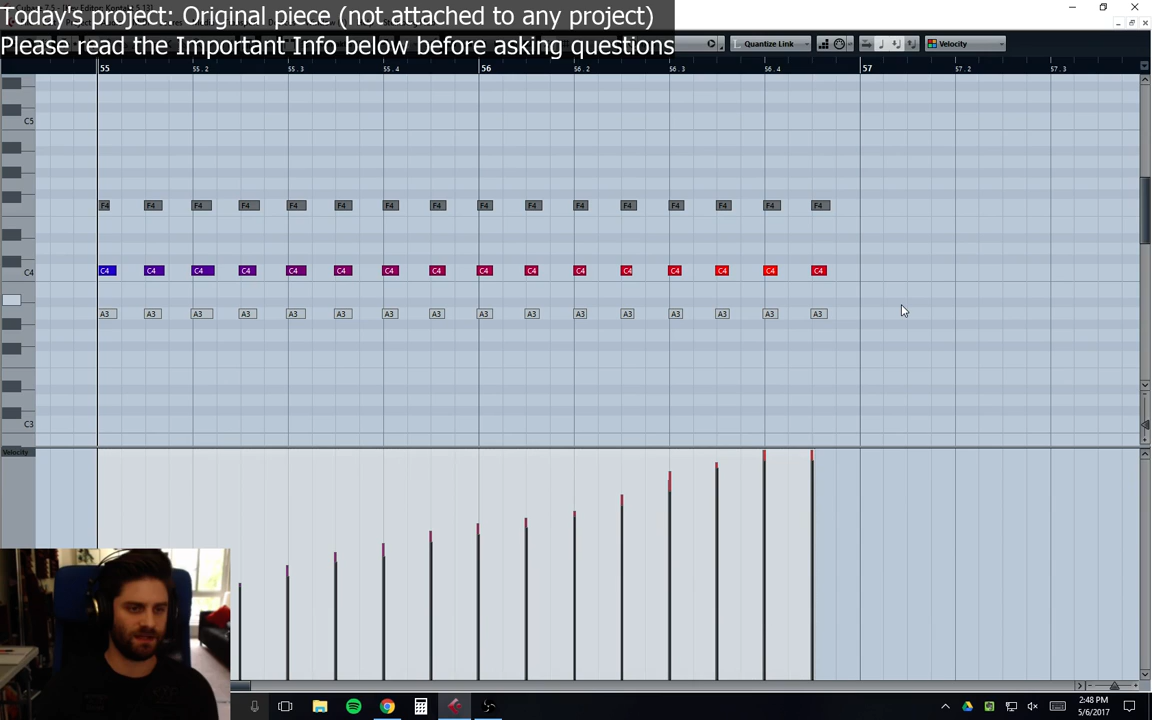 Today's project: Original piece (not attached to any project)
Please read the Important Info below before asking questions
Quantize Link
Velocity
55 55.2 55.3 55.4 56 56.2 56.3 56.4 57 57.2 57.3
C5
F4 F4 F4 F4 F4 F4 F4 F4 F4 F4 F4 F4 F4 F4 F4 F4
C4 C4 C4 C4 C4 C4 C4 C4 C4 C4 C4 C4 C4 C4 C4 C4 C4
A3 A3 A3 A3 A3 A3 A3 A3 A3 A3 A3 A3 A3 A3 A3 A3
C3
Velocity
2:48 PM
5/6/2017